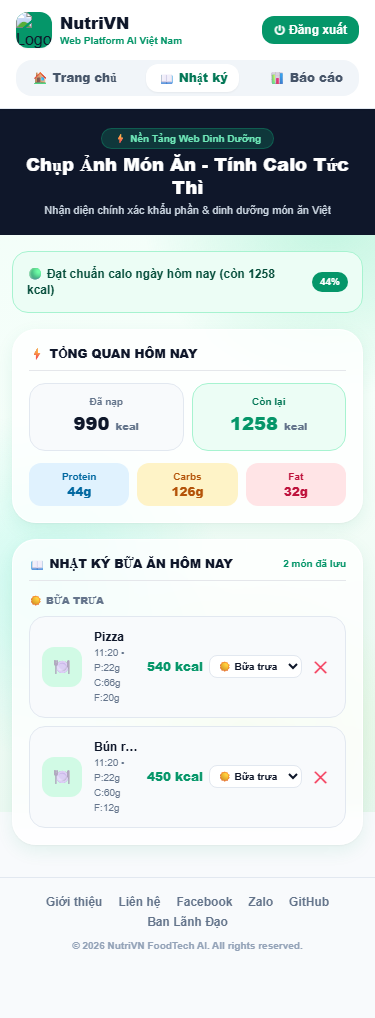 Logo
NutriVN
Web Platform AI Việt Nam
Đăng xuất
Trang chủ
Nhật ký
Báo cáo
Nền Tảng Web Dinh Dưỡng
Chụp Ảnh Món Ăn - Tính Calo Tức
Thì
Nhận diện chính xác khẩu phần & dinh dưỡng món ăn Việt
Đạt chuẩn calo ngày hôm nay (còn 1258
kcal)
44%
TỔNG QUAN HÔM NAY
Đã nạp
990 kcal
Còn lại
1258 kcal
Protein
44g
Carbs
126g
Fat
32g
NHẬT KÝ BỮA ĂN HÔM NAY
2 món đã lưu
BỮA TRƯA
Pizza
11:20 •
P:22g
C:66g
F:20g
540 kcal
Bữa trưa
Bún r...
11:20 •
P:22g
C:60g
F:12g
450 kcal
Bữa trưa
Giới thiệu
Liên hệ
Facebook
Zalo
GitHub
Ban Lãnh Đạo
© 2026 NutriVN FoodTech AI. All rights reserved.